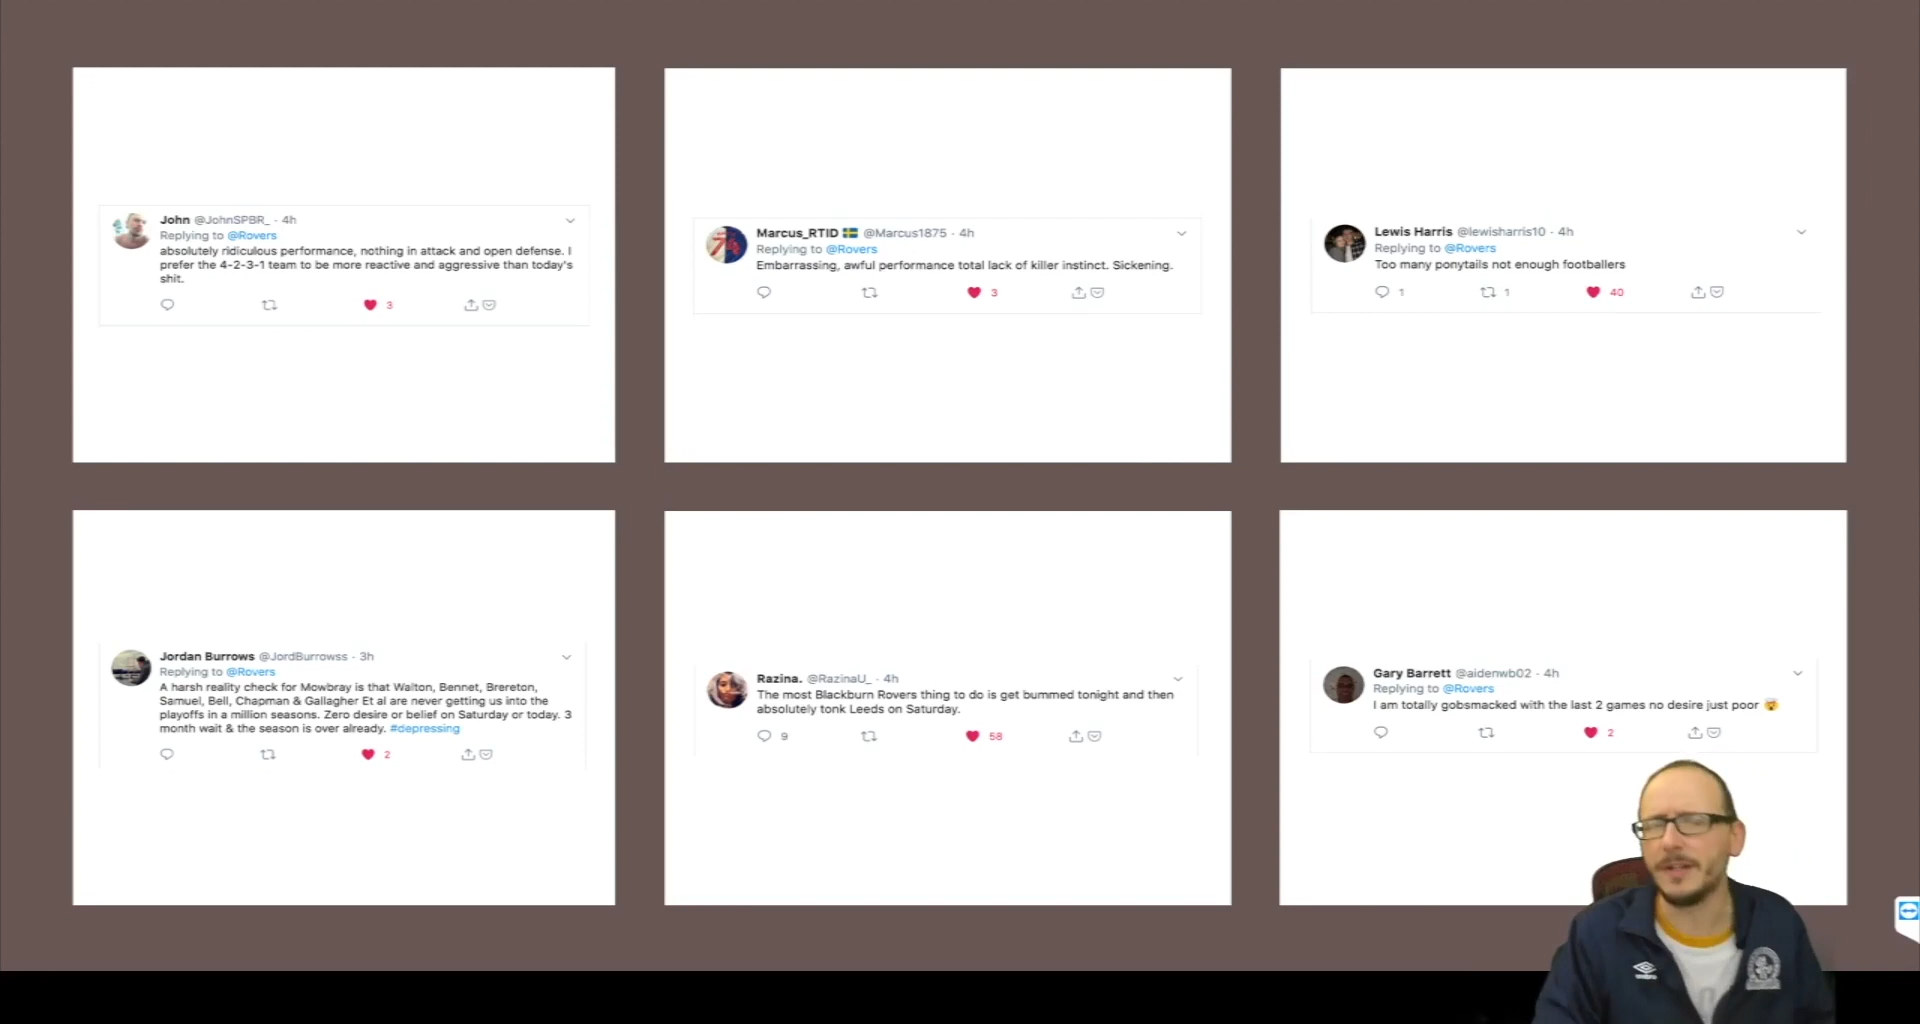 John @JohnSPBR_ · 4h
Replying to @Rovers
absolutely ridiculous performance, nothing in attack and open defense. I
prefer the 4-2-3-1 team to be more reactive and aggressive than today's
shit.
3
Marcus_RTID 🇸🇪 @Marcus1875 · 4h
Replying to @Rovers
Embarrassing, awful performance total lack of killer instinct. Sickening.
3
Lewis Harris @lewisharris10 · 4h
Replying to @Rovers
Too many ponytails not enough footballers
1 1 40
Jordan Burrows @JordBurrowss · 3h
Replying to @Rovers
A harsh reality check for Mowbray is that Walton, Bennet, Brereton,
Samuel, Bell, Chapman & Gallagher Et al are never getting us into the
playoffs in a million seasons. Zero desire or belief on Saturday or today. 3
month wait & the season is over already. #depressing
2
Razina. @RazinaU_ · 4h
The most Blackburn Rovers thing to do is get bummed tonight and then
absolutely tonk Leeds on Saturday.
9 58
Gary Barrett @aidenwb02 · 4h
Replying to @Rovers
I am totally gobsmacked with the last 2 games no desire just poor 🤯
2
umbro